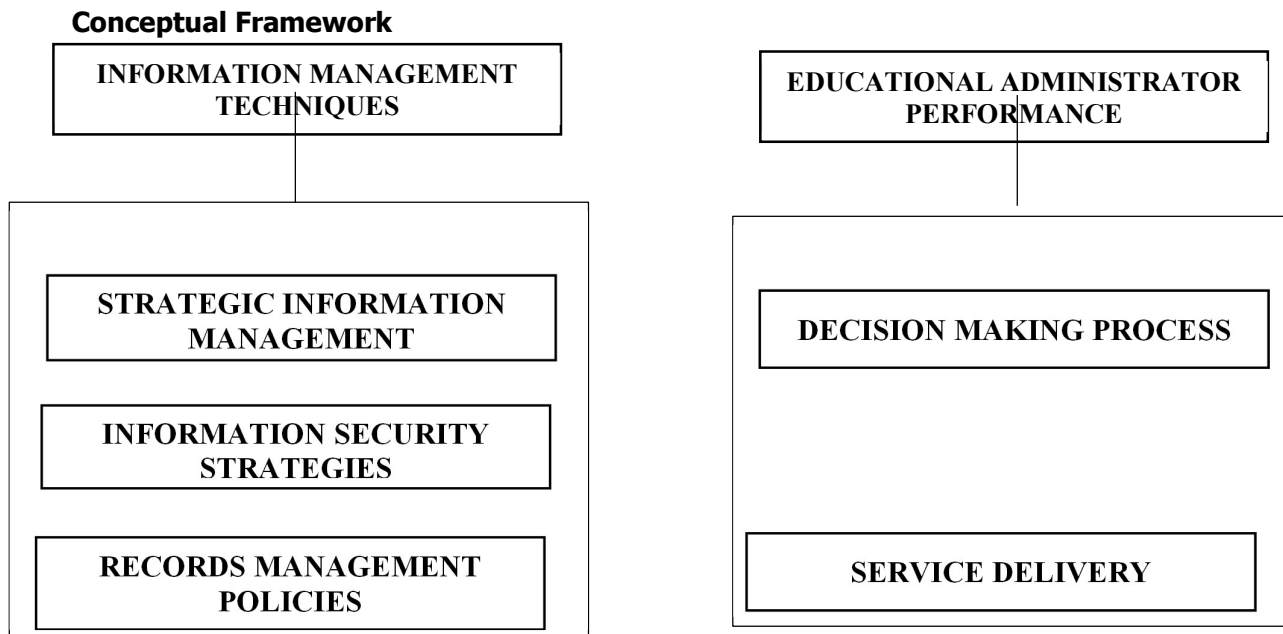 Conceptual Framework
INFORMATION MANAGEMENT
TECHNIQUES
EDUCATIONAL ADMINISTRATOR
PERFORMANCE
STRATEGIC INFORMATION
MANAGEMENT
INFORMATION SECURITY
STRATEGIES
RECORDS MANAGEMENT
POLICIES
DECISION MAKING PROCESS
SERVICE DELIVERY